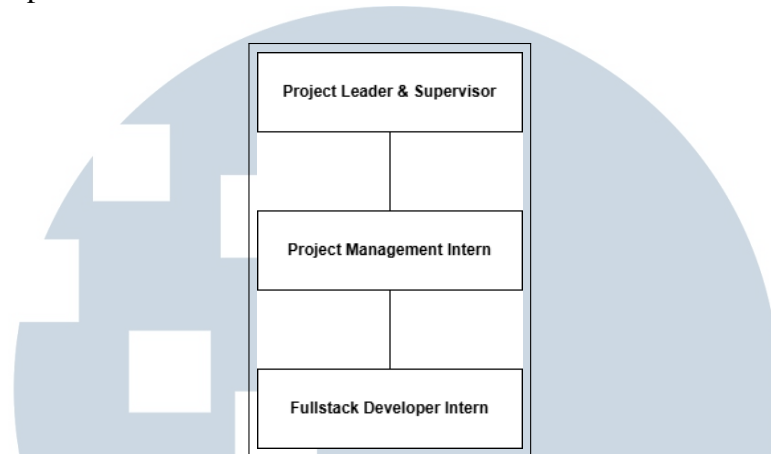 Project Leader & Supervisor
Project Management Intern
Fullstack Developer Intern